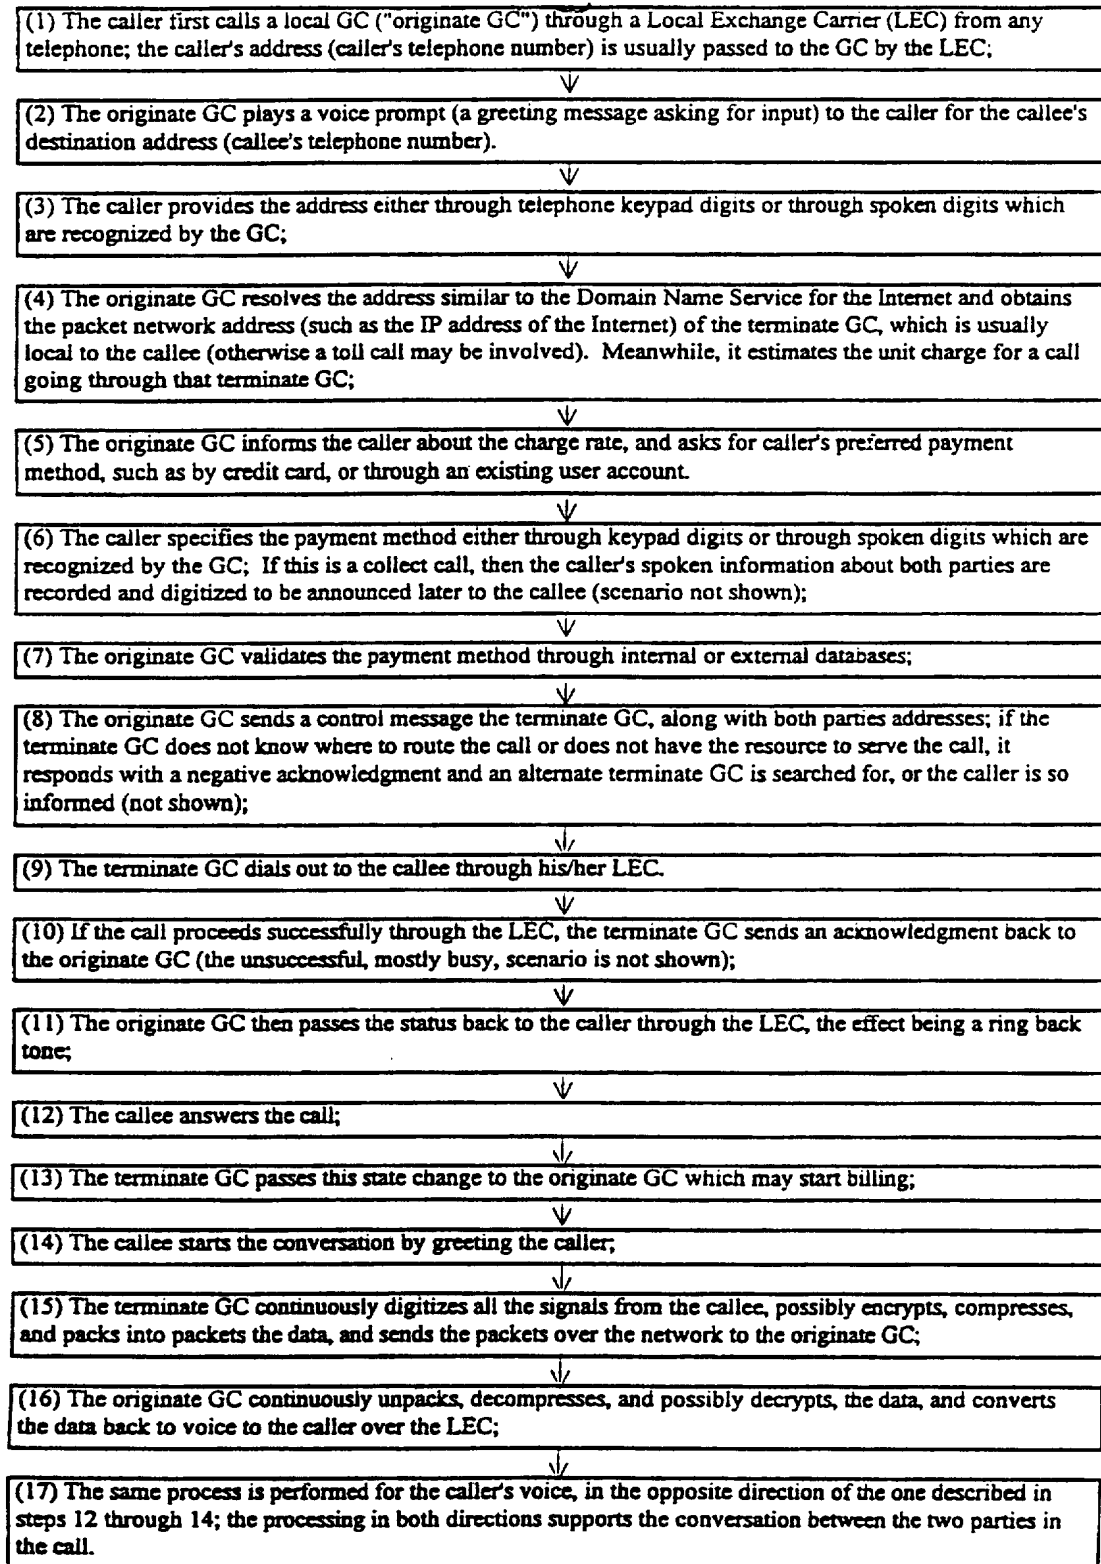 (1) The caller first calls a local GC ("originate GC") through a Local Exchange Carrier (LEC) from any
telephone; the caller's address (caller's telephone number) is usually passed to the GC by the LEC;
(2) The originate GC plays a voice prompt (a greeting message asking for input) to the caller for the callee's
destination address (callee's telephone number).
(3) The caller provides the address either through telephone keypad digits or through spoken digits which
are recognized by the GC;
(4) The originate GC resolves the address similar to the Domain Name Service for the Internet and obtains
the packet network address (such as the IP address of the Internet) of the terminate GC, which is usually
local to the callee (otherwise a toll call may be involved). Meanwhile, it estimates the unit charge for a call
going through that terminate GC;
(5) The originate GC informs the caller about the charge rate, and asks for caller's preferred payment
method, such as by credit card, or through an existing user account.
(6) The caller specifies the payment method either through keypad digits or through spoken digits which are
recognized by the GC; If this is a collect call, then the caller's spoken information about both parties are
recorded and digitized to be announced later to the callee (scenario not shown);
(7) The originate GC validates the payment method through internal or external databases;
(8) The originate GC sends a control message the terminate GC, along with both parties addresses; if the
terminate GC does not know where to route the call or does not have the resource to serve the call, it
responds with a negative acknowledgment and an alternate terminate GC is searched for, or the caller is so
informed (not shown);
(9) The terminate GC dials out to the callee through his/her LEC.
(10) If the call proceeds successfully through the LEC, the terminate GC sends an acknowledgment back to
the originate GC (the unsuccessful, mostly busy, scenario is not shown);
(11) The originate GC then passes the status back to the caller through the LEC, the effect being a ring back
tone;
(12) The callee answers the call;
(13) The terminate GC passes this state change to the originate GC which may start billing;
(14) The callee starts the conversation by greeting the caller;
(15) The terminate GC continuously digitizes all the signals from the callee, possibly encrypts, compresses,
and packs into packets the data, and sends the packets over the network to the originate GC;
(16) The originate GC continuously unpacks, decompresses, and possibly decrypts, the data, and converts
the data back to voice to the caller over the LEC;
(17) The same process is performed for the caller's voice, in the opposite direction of the one described in
steps 12 through 14; the processing in both directions supports the conversation between the two parties in
the call.